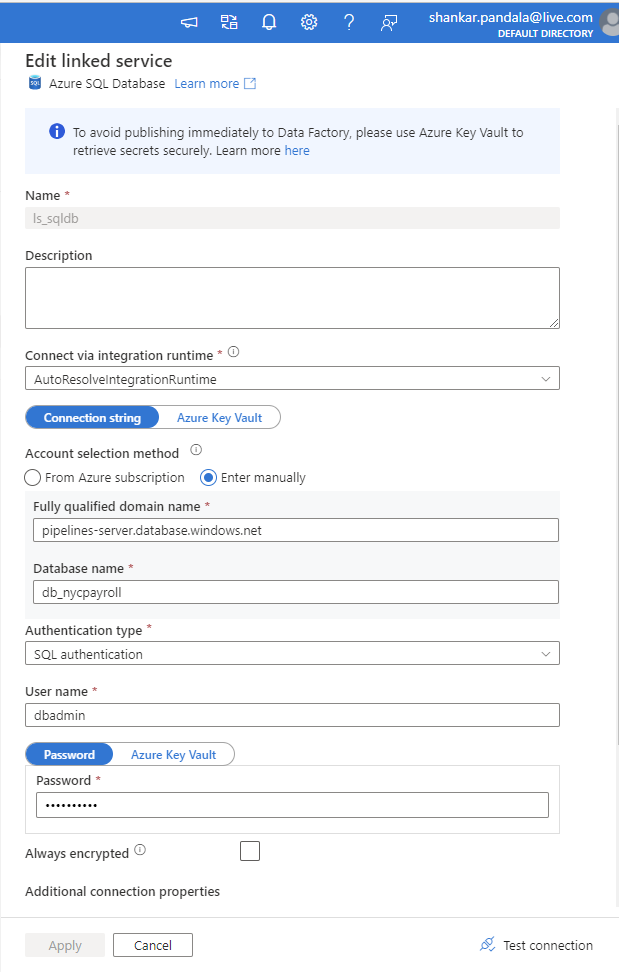 shankar.pandala@live.com
DEFAULT DIRECTORY
Edit linked service
SQL
Azure SQL Database Learn more
To avoid publishing immediately to Data Factory, please use Azure Key Vault to
retrieve secrets securely. Learn more here
Name *
ls_sqldb
Description
Connect via integration runtime *
AutoResolveIntegrationRuntime
Connection string Azure Key Vault
Account selection method
From Azure subscription Enter manually
Fully qualified domain name *
pipelines-server.database.windows.net
Database name *
db_nycpayroll
Authentication type *
SQL authentication
User name *
dbadmin
Password Azure Key Vault
Password *
••••••••••
Always encrypted
Additional connection properties
Apply Cancel Test connection